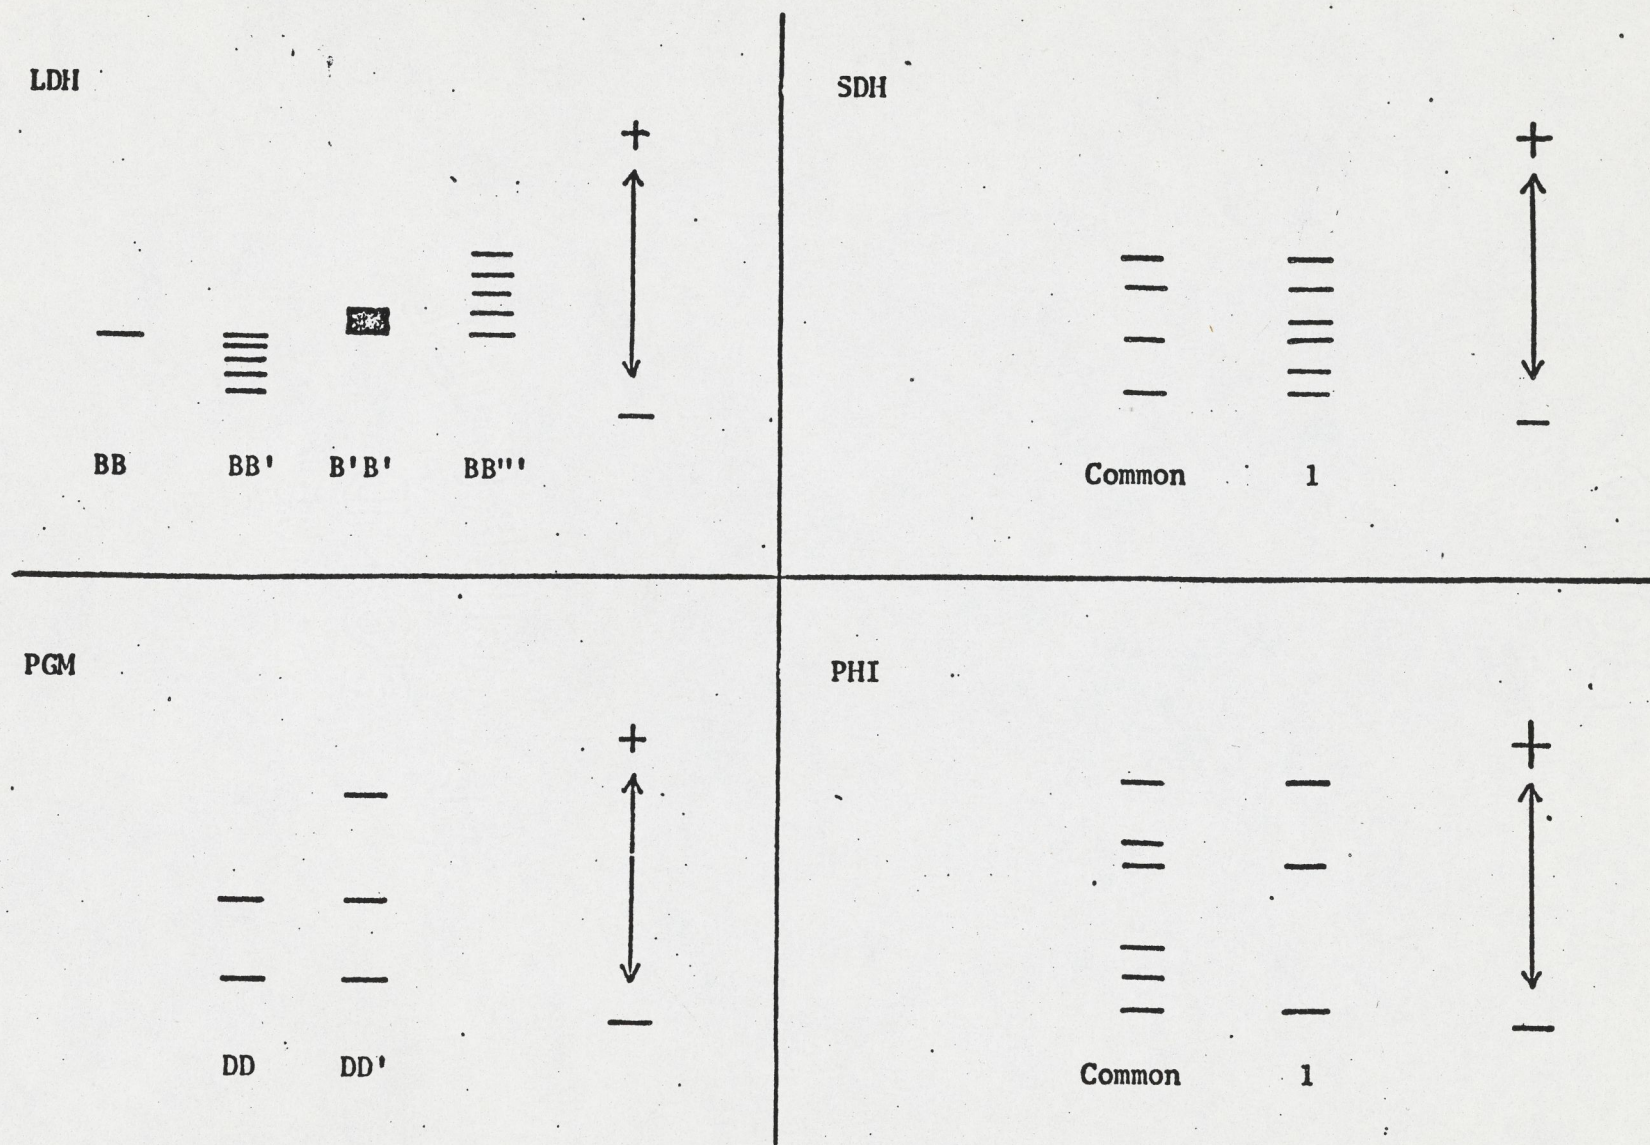 LDH
+
−
BB BB' B'B' BB"'
SDH
+
−
Common 1
PGM
+
−
DD DD'
PHI
+
−
Common 1